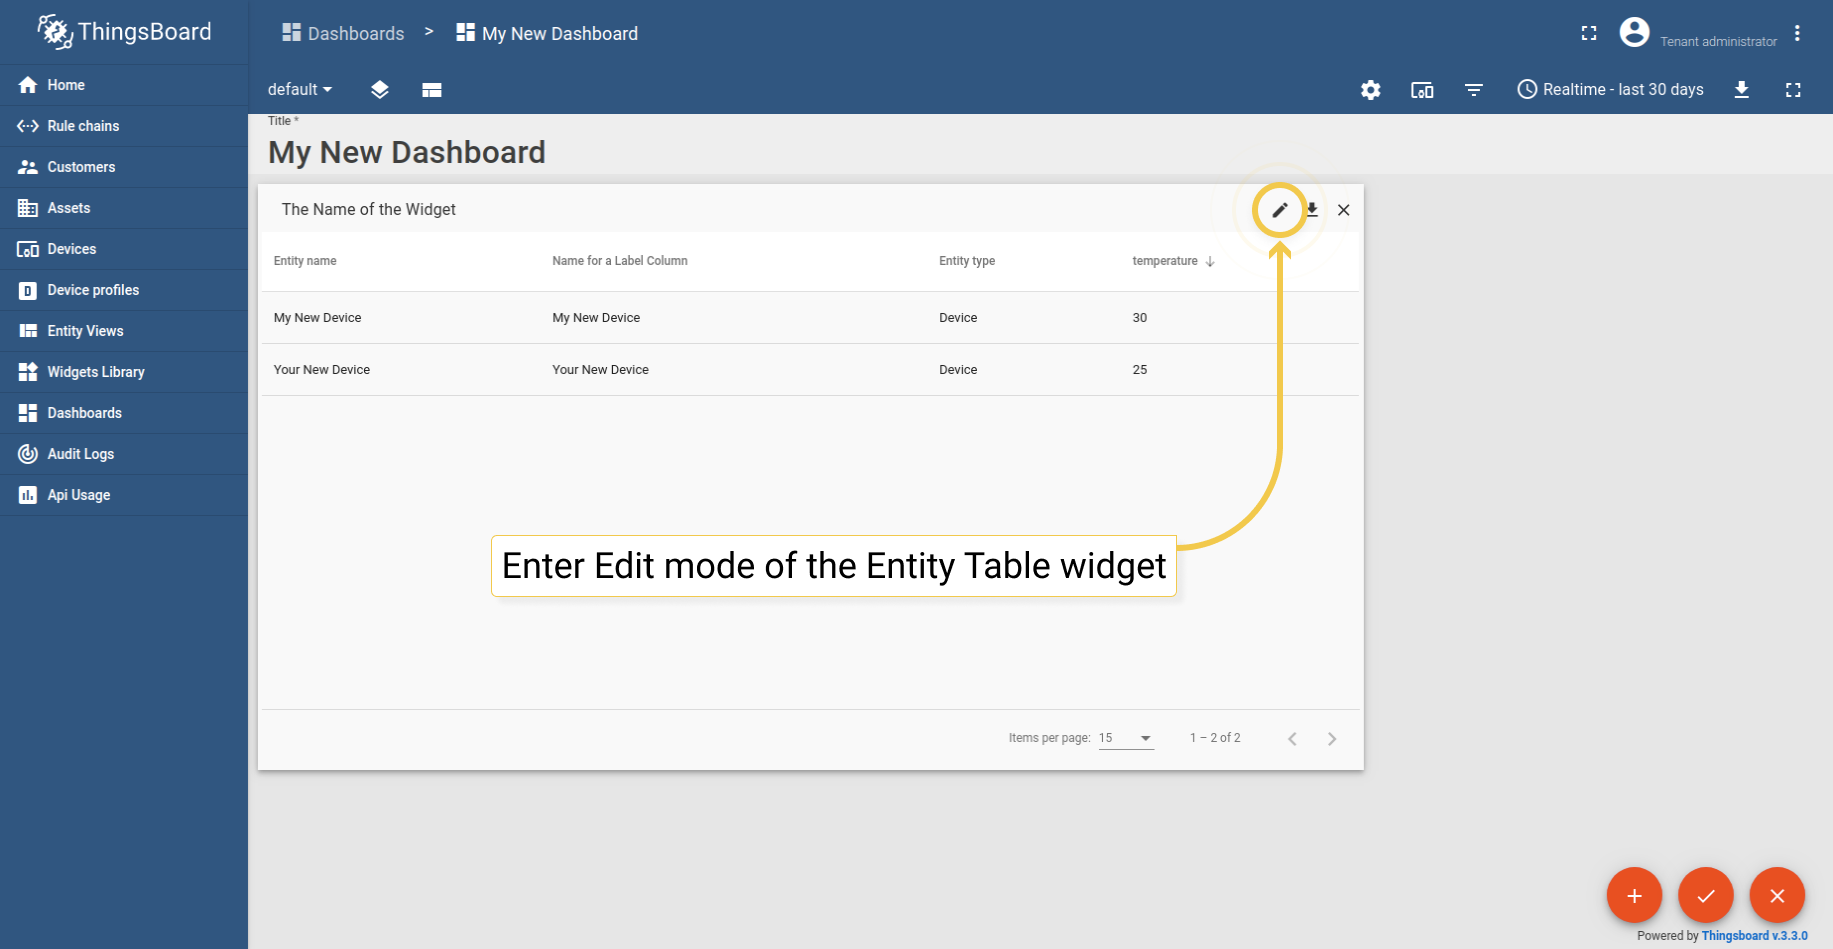 ThingsBoard
Dashboards > My New Dashboard
Tenant administrator
Home
Rule chains
Customers
Assets
Devices
Device profiles
Entity Views
Widgets Library
Dashboards
Audit Logs
Api Usage
default
Realtime - last 30 days
Title *
My New Dashboard
The Name of the Widget
Entity name Name for a Label Column Entity type temperature
My New Device My New Device Device 30
Your New Device Your New Device Device 25
Enter Edit mode of the Entity Table widget
Items per page: 15 1 – 2 of 2
Powered by Thingsboard v.3.3.0